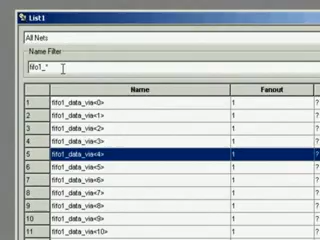 List1
All Nets
Name Filter
fifo1_*
Name Fanout
1 fifo1_data_via<0> 1 ?
2 fifo1_data_via<1> 1 ?
3 fifo1_data_via<2> 1 ?
4 fifo1_data_via<3> 1 ?
5 fifo1_data_via<4> 1 ?
6 fifo1_data_via<5> 1 ?
7 fifo1_data_via<6> 1 ?
8 fifo1_data_via<7> 1 ?
9 fifo1_data_via<8> 1 ?
10 fifo1_data_via<9> 1 ?
11 fifo1_data_via<10> 1 ?